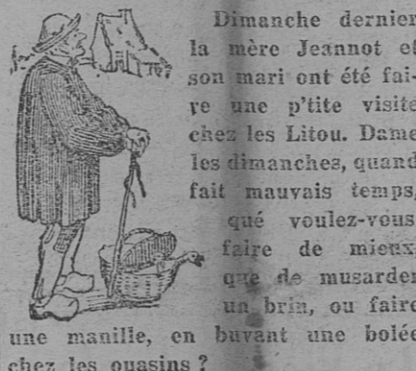 Dimanche dernier
la mère Jeannot et
son mari ont été fai-
re une p'tite visite
chez les Litou. Dame
les dimanches, quand
fait mauvais temps,
qué voulez-vous
faire de mieux
que de musarder
un brin, ou faire
une manille, en buvant une bolée
chez les ouasins ?